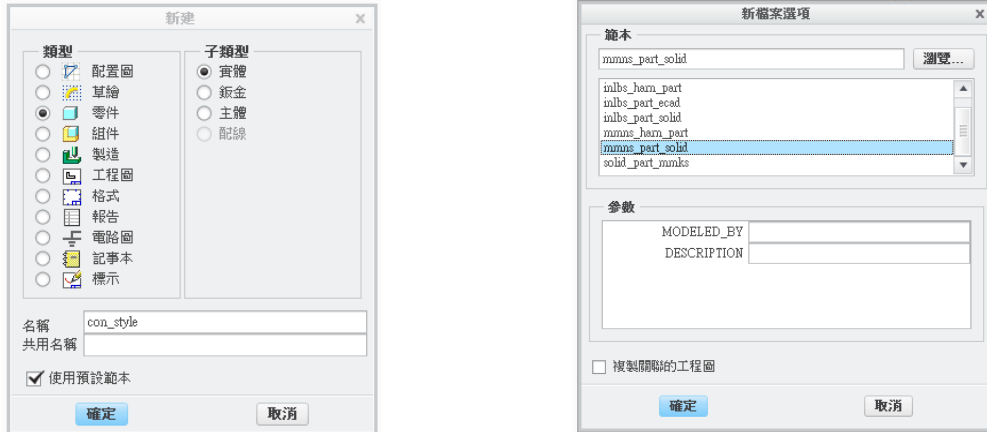 新建
類型
配置圖
草繪
零件
組件
製造
工程圖
格式
報告
電路圖
記事本
標示
子類型
實體
鈑金
主體
配線
名稱 con_style
共用名稱
使用預設範本
確定 取消
新檔案選項
範本
mmns_part_solid 瀏覽...
inlbs_harn_part
inlbs_part_ecad
inlbs_part_solid
mmns_harn_part
mmns_part_solid
solid_part_mmks
參數
MODELED_BY
DESCRIPTION
複製關聯的工程圖
確定 取消